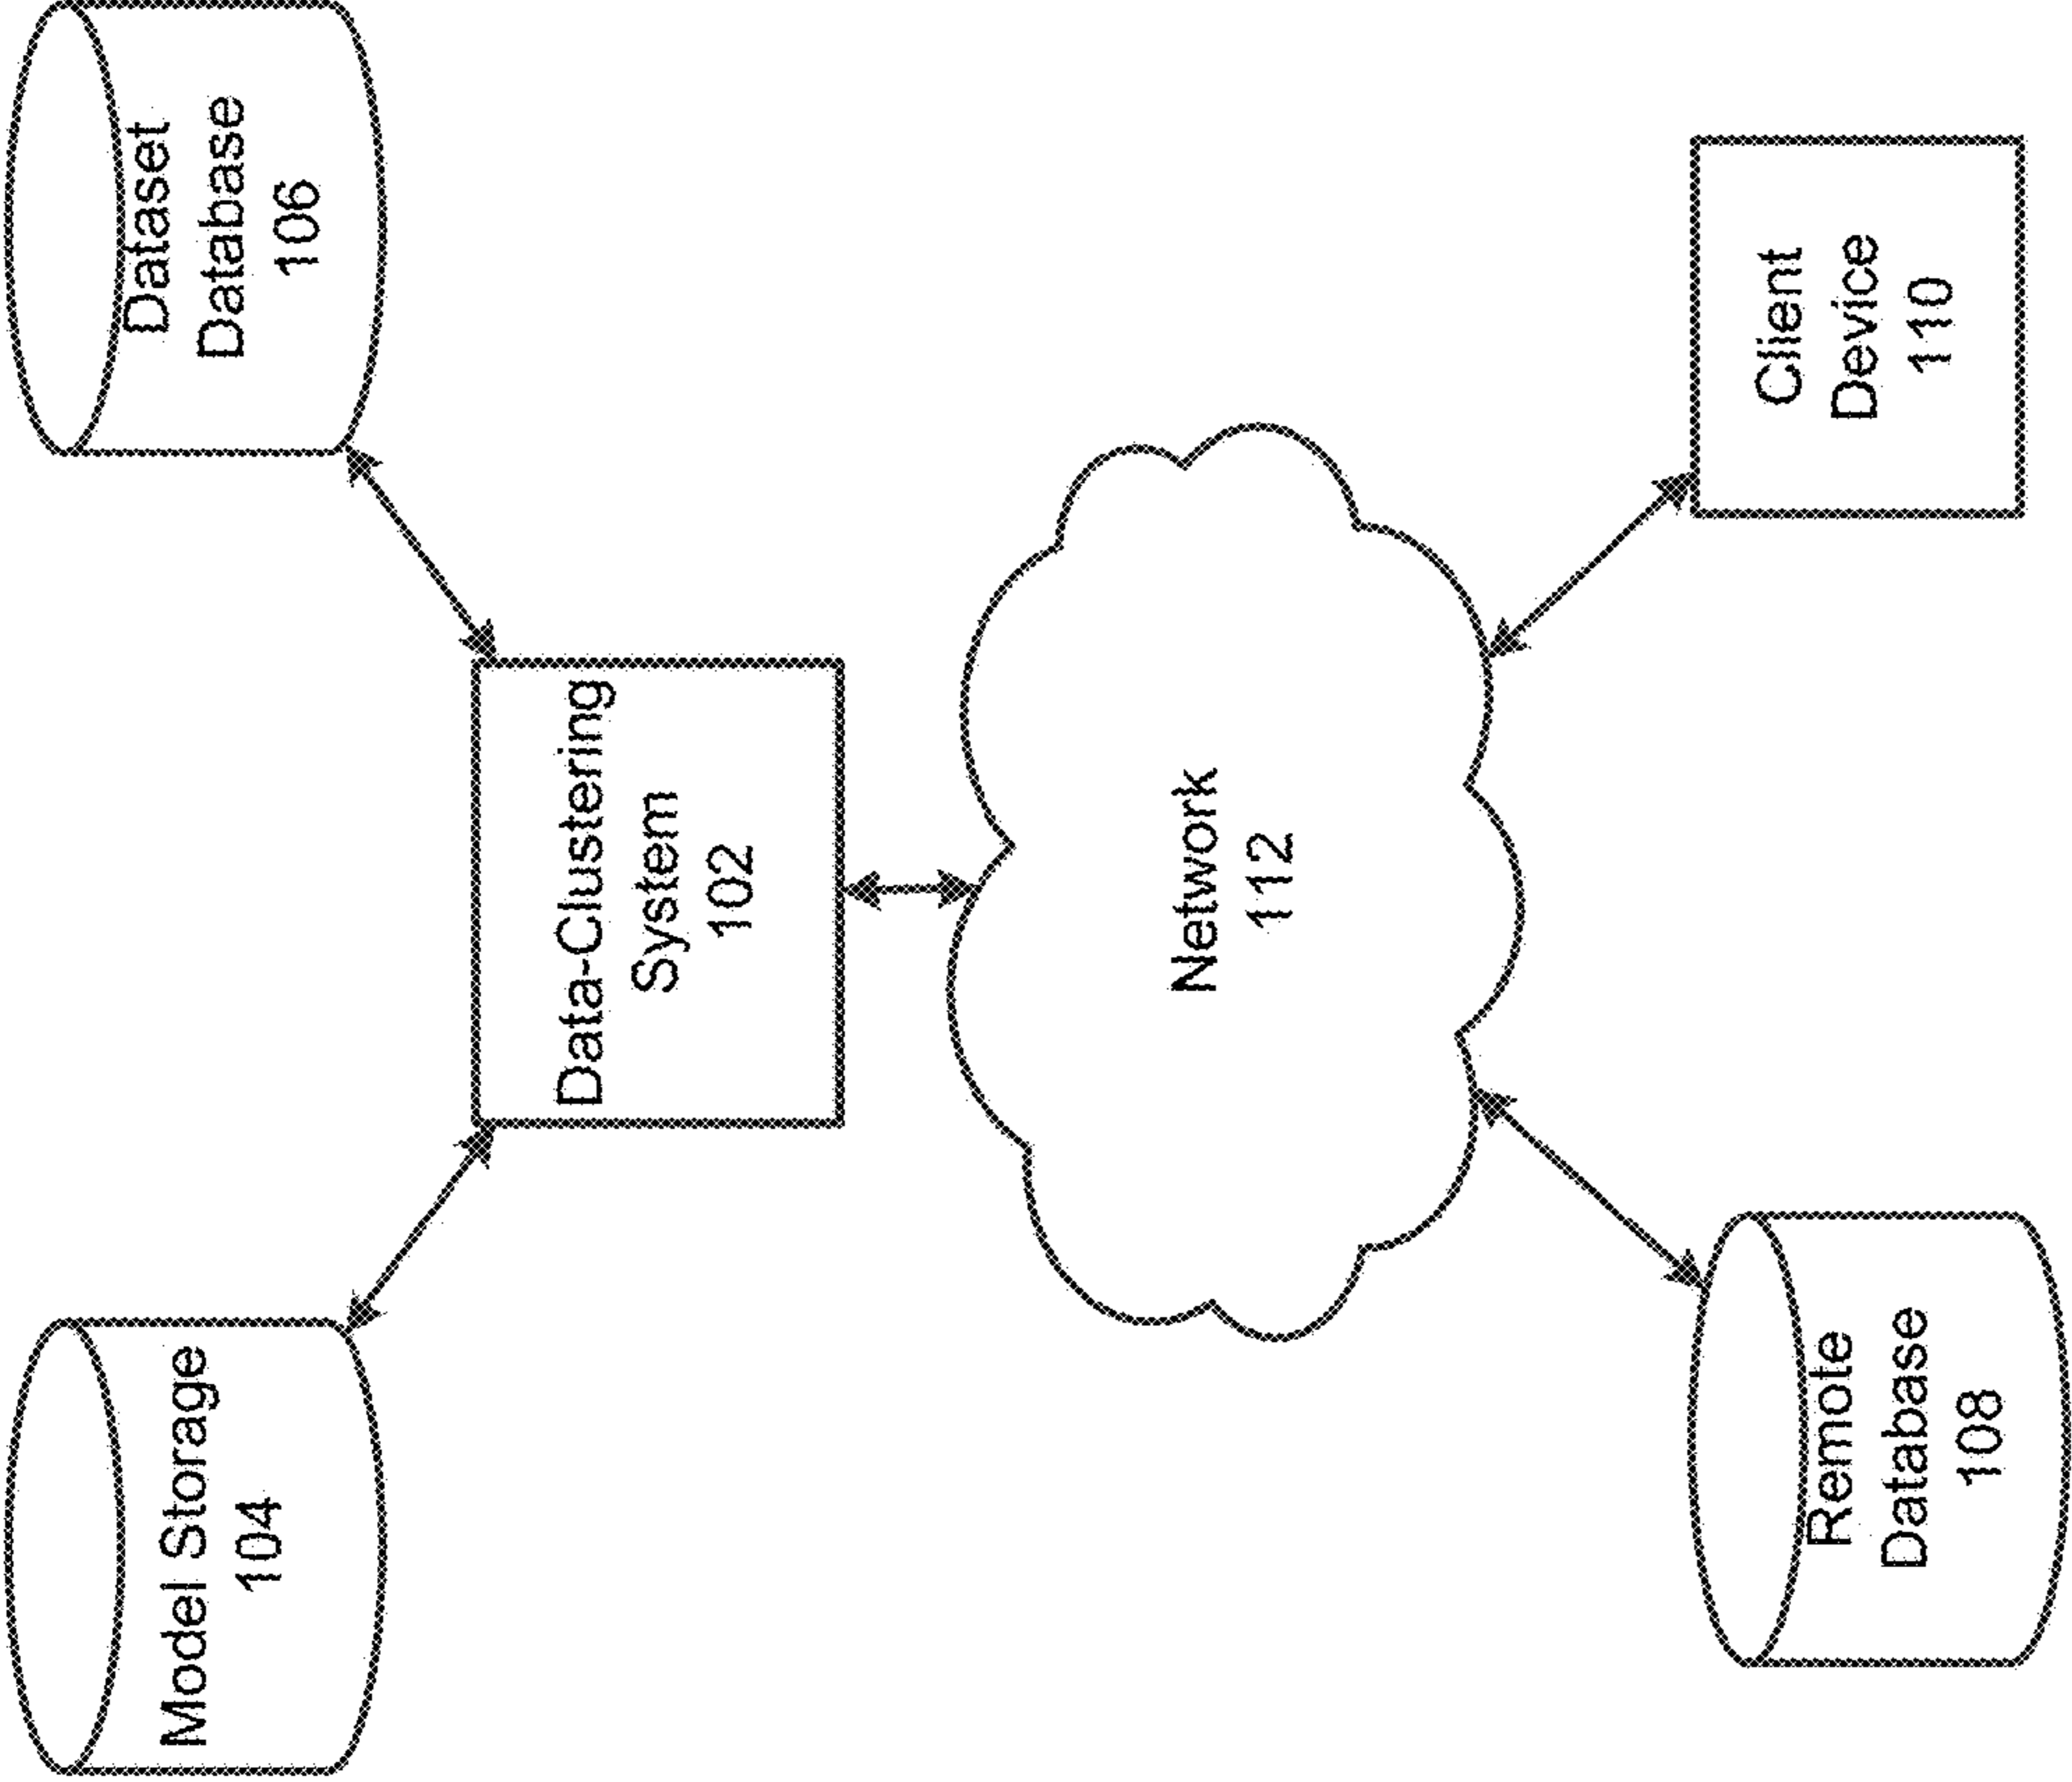 Model Storage
104
Dataset
Database
106
Data-Clustering
System
102
Network
112
Remote
Database
108
Client
Device
110